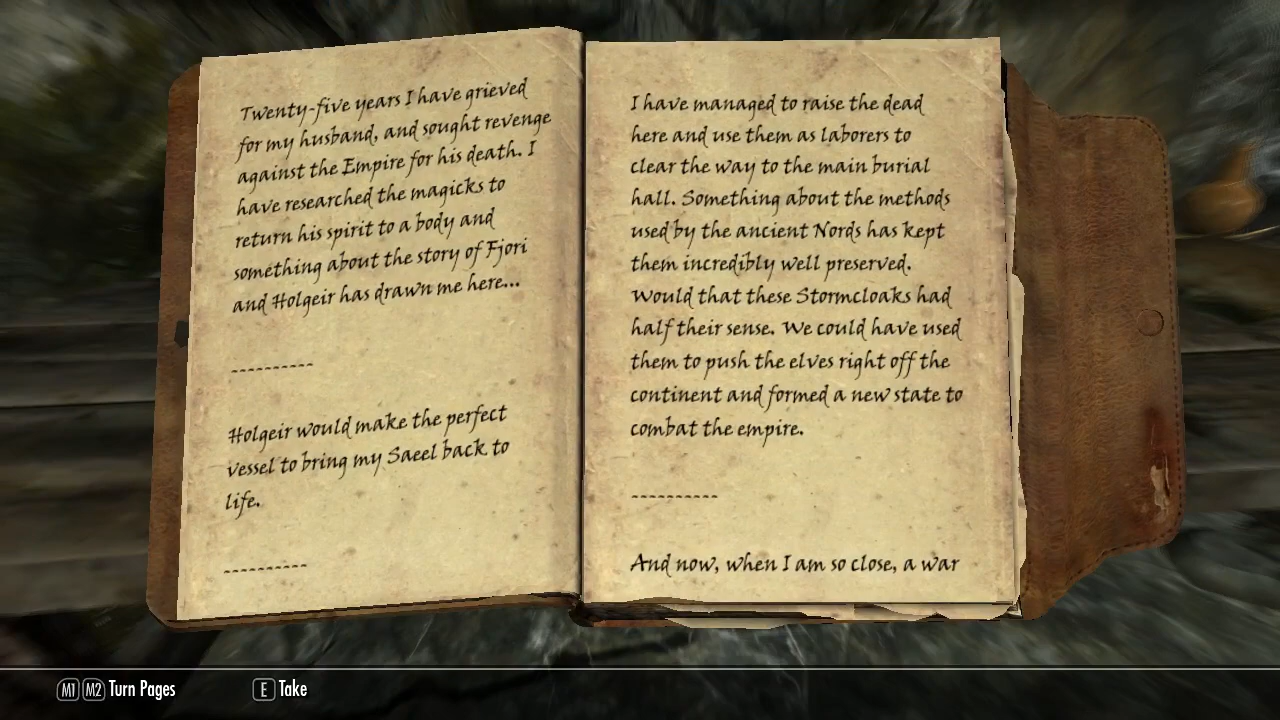 Twenty-five years I have grieved
for my husband, and sought revenge
against the Empire for his death. I
have researched the magicks to
return his spirit to a body and
something about the story of Fjori
and Holgeir has drawn me here...
----------
Holgeir would make the perfect
vessel to bring my Saeel back to
life.
----------
I have managed to raise the dead
here and use them as laborers to
clear the way to the main burial
hall. Something about the methods
used by the ancient Nords has kept
them incredibly well preserved.
Would that these Stormcloaks had
half their sense. We could have used
them to push the elves right off the
continent and formed a new state to
combat the empire.
----------
And now, when I am so close, a war
M1 M2 Turn Pages
E Take